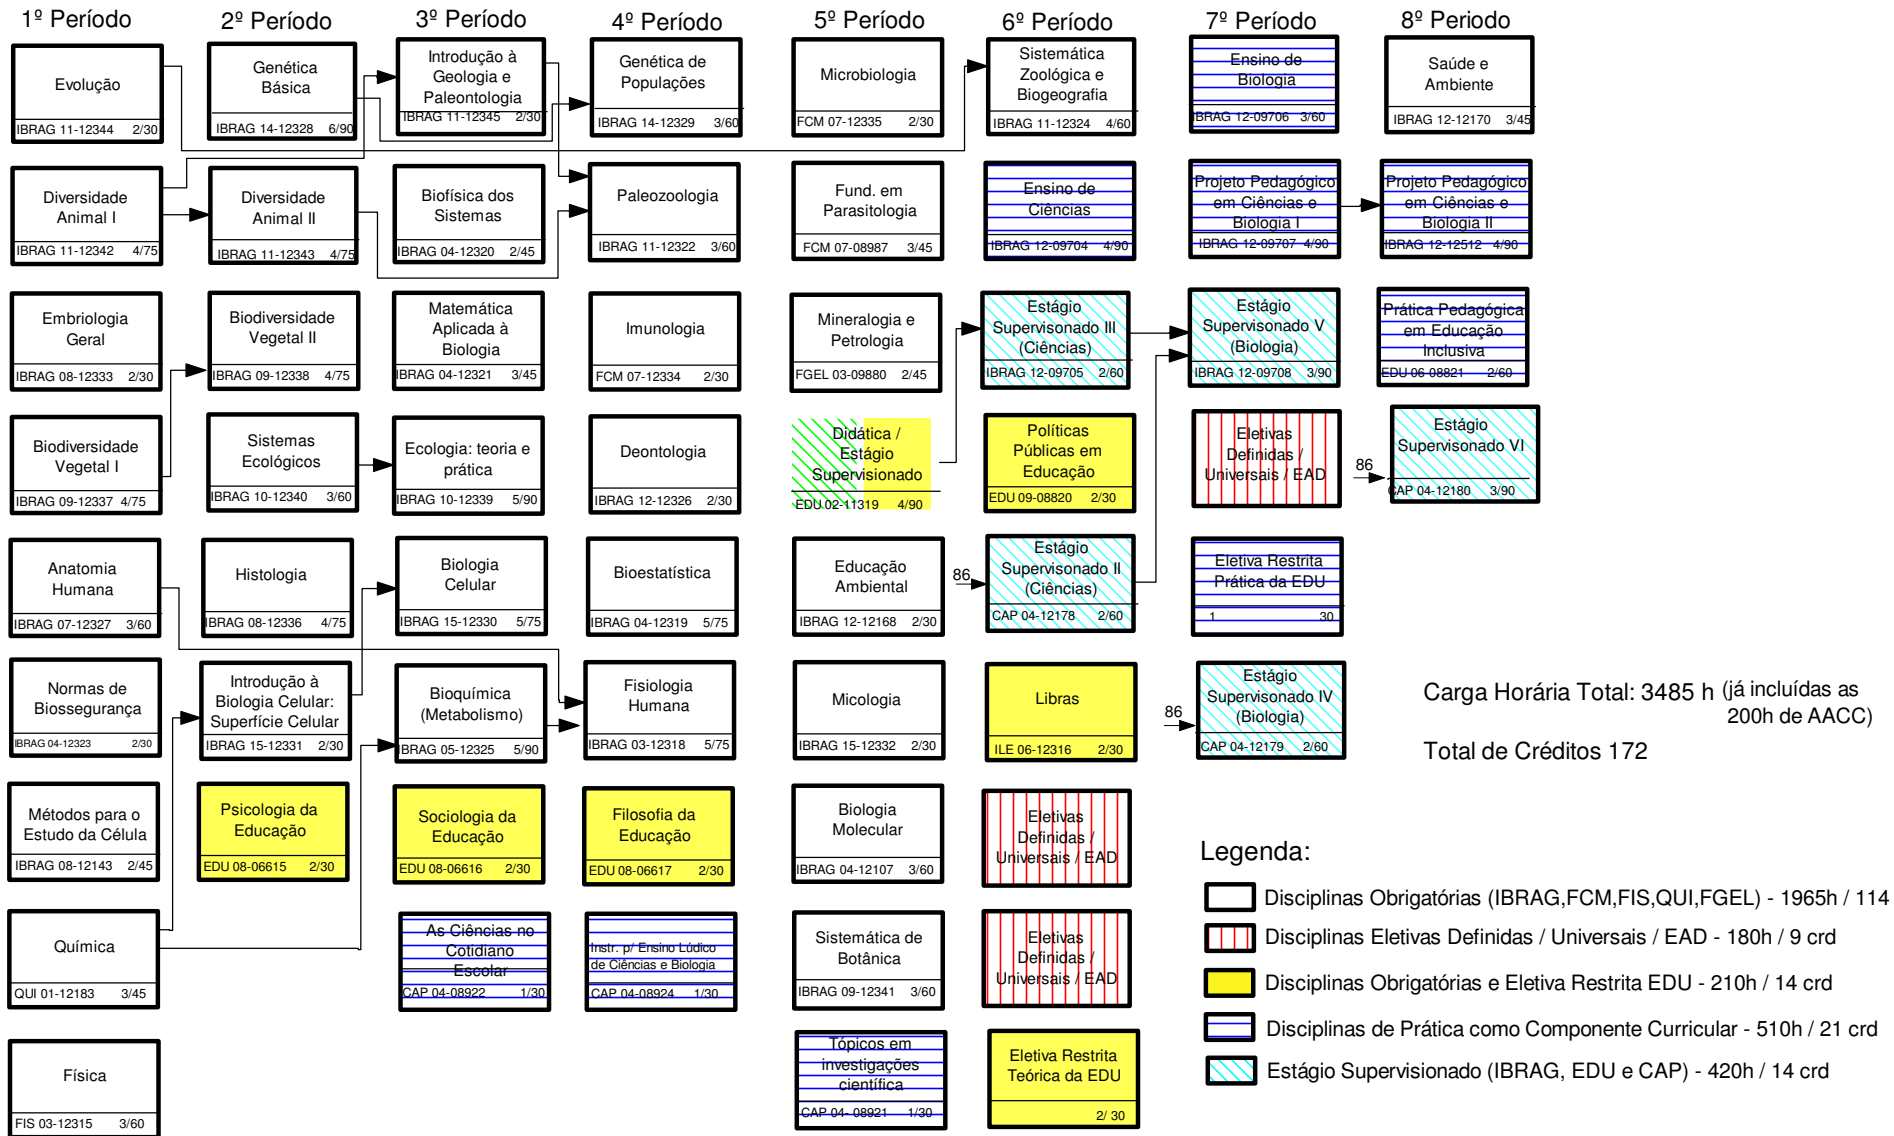 1º Período
2º Período
3º Período
4º Período
5º Período
6º Período
7º Período
8º Periodo
Evolução
IBRAG 11-12344 2/30
Genética
Básica
IBRAG 14-12328 6/90
Introdução à
Geologia e
Paleontologia
IBRAG 11-12345 2/30
Genética de
Populações
IBRAG 14-12329 3/60
Microbiologia
FCM 07-12335 2/30
Sistemática
Zoológica e
Biogeografia
IBRAG 11-12324 4/60
Ensino de
Biologia
IBRAG 12-09706 3/60
Saúde e
Ambiente
IBRAG 12-12170 3/45
Diversidade
Animal I
IBRAG 11-12342 4/75
Diversidade
Animal II
IBRAG 11-12343 4/75
Biofísica dos
Sistemas
IBRAG 04-12320 2/45
Paleozoologia
IBRAG 11-12322 3/60
Fund. em
Parasitologia
FCM 07-08987 3/45
Ensino de
Ciências
IBRAG 12-09704 4/90
Projeto Pedagógico
em Ciências e
Biologia I
IBRAG 12-09707 4/90
Projeto Pedagógico
em Ciências e
Biologia II
IBRAG 12-12512 4/90
Embriologia
Geral
IBRAG 08-12333 2/30
Biodiversidade
Vegetal II
IBRAG 09-12338 4/75
Matemática
Aplicada à
Biologia
IBRAG 04-12321 3/45
Imunologia
FCM 07-12334 2/30
Mineralogia e
Petrologia
FGEL 03-09880 2/45
Estágio
Supervisonado III
(Ciências)
IBRAG 12-09705 2/60
Estágio
Supervisonado V
(Biologia)
IBRAG 12-09708 3/90
Prática Pedagógica
em Educação
Inclusiva
EDU 06-08821 2/60
Biodiversidade
Vegetal I
IBRAG 09-12337 4/75
Sistemas
Ecológicos
IBRAG 10-12340 3/60
Ecologia: teoria e
prática
IBRAG 10-12339 5/90
Deontologia
IBRAG 12-12326 2/30
Didática /
Estágio
Supervisionado
EDU 02-11319 4/90
Políticas
Públicas em
Educação
EDU 09-08820 2/30
Eletivas
Definidas /
Universais / EAD
86
Estágio
Supervisonado VI
CAP 04-12180 3/90
Anatomia
Humana
IBRAG 07-12327 3/60
Histologia
IBRAG 08-12336 4/75
Biologia
Celular
IBRAG 15-12330 5/75
Bioestatística
IBRAG 04-12319 5/75
Educação
Ambiental
IBRAG 12-12168 2/30
86
Estágio
Supervisonado II
(Ciências)
CAP 04-12178 2/60
Eletiva Restrita
Prática da EDU
1 30
Normas de
Biossegurança
IBRAG 04-12323 2/30
Introdução à
Biologia Celular:
Superfície Celular
IBRAG 15-12331 2/30
Bioquímica
(Metabolismo)
BRAG 05-12325 5/90
Fisiologia
Humana
IBRAG 03-12318 5/75
Micologia
IBRAG 15-12332 2/30
Libras
ILE 06-12316 2/30
86
Estágio
Supervisonado IV
(Biologia)
CAP 04-12179 2/60
Carga Horária Total: 3485 h (já incluídas as
200h de AACC)
Total de Créditos 172
Métodos para o
Estudo da Célula
IBRAG 08-12143 2/45
Psicologia da
Educação
EDU 08-06615 2/30
Sociologia da
Educação
EDU 08-06616 2/30
Filosofia da
Educação
EDU 08-06617 2/30
Biologia
Molecular
IBRAG 04-12107 3/60
Eletivas
Definidas /
Universais / EAD
Química
QUI 01-12183 3/45
As Ciências no
Cotidiano
Escolar
CAP 04-08922 1/30
Instr. p/ Ensino Lúdico
de Ciências e Biologia
CAP 04-08924 1/30
Sistemática de
Botânica
IBRAG 09-12341 3/60
Eletivas
Definidas /
Universais / EAD
Física
FIS 03-12315 3/60
Tópicos em
investigações
científica
CAP 04- 08921 1/30
Eletiva Restrita
Teórica da EDU
2/ 30
Legenda:
Disciplinas Obrigatórias (IBRAG,FCM,FIS,QUI,FGEL) - 1965h / 114
Disciplinas Eletivas Definidas / Universais / EAD - 180h / 9 crd
Disciplinas Obrigatórias e Eletiva Restrita EDU - 210h / 14 crd
Disciplinas de Prática como Componente Curricular - 510h / 21 crd
Estágio Supervisionado (IBRAG, EDU e CAP) - 420h / 14 crd